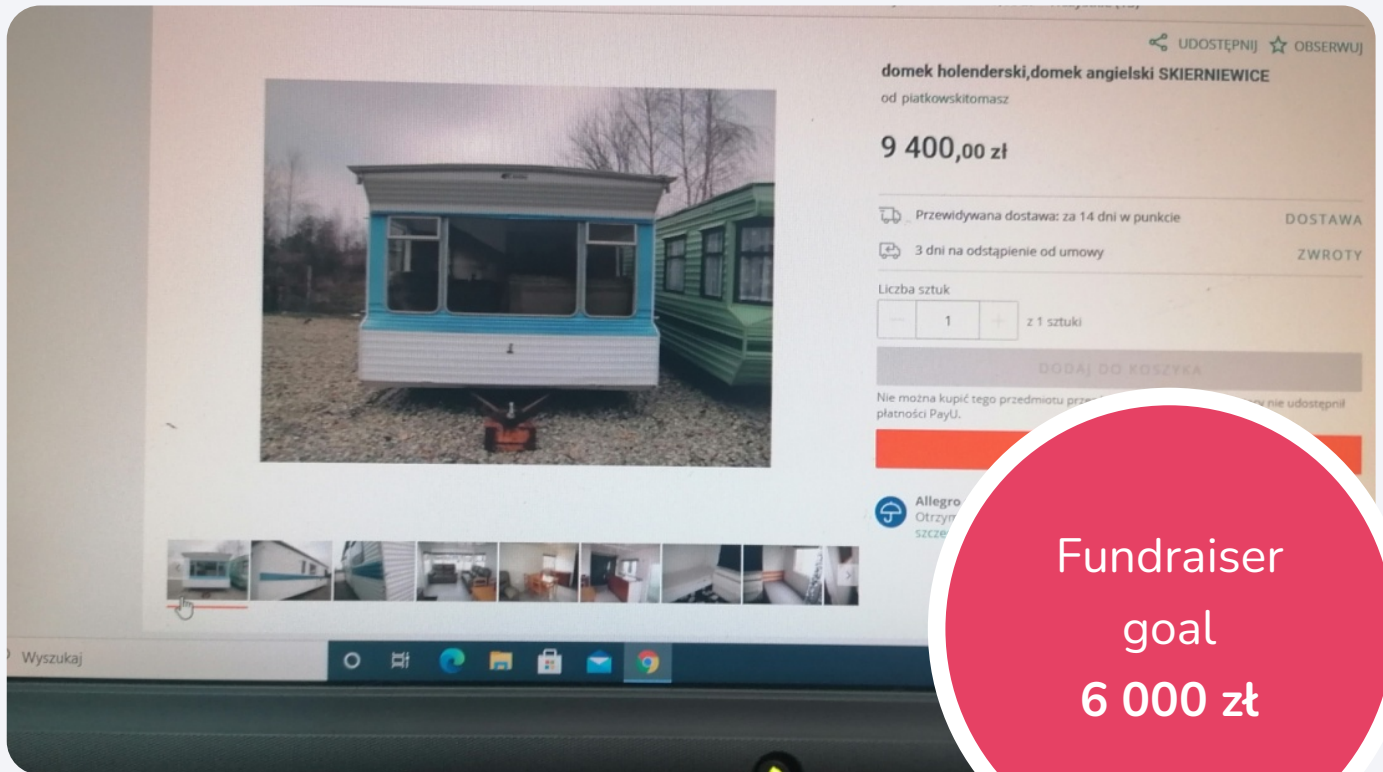 UDOSTĘPNIJ OBSERWUJ
domek holenderski,domek angielski SKIERNIEWICE
od piatkowskitomasz
9 400,00 zł
Przewidywana dostawa: za 14 dni w punkcie DOSTAWA
3 dni na odstąpienie od umowy ZWROTY
Liczba sztuk
1 z 1 sztuki
DODAJ DO KOSZYKA
Nie można kupić tego przedmiotu nie udostępnił
płatności PayU.
Allegro
Fundraiser
goal
6 000 zł
Wyszukaj